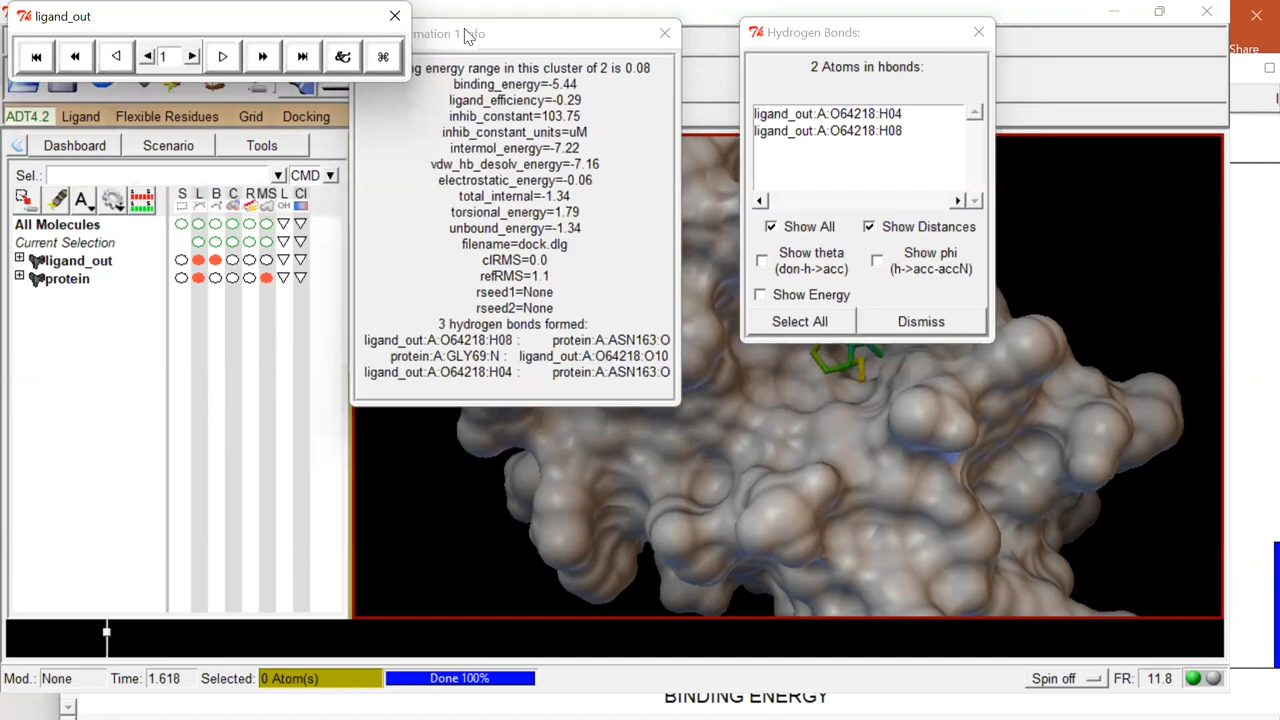 ligand_out
1
rmation 1 Info
ng energy range in this cluster of 2 is 0.08
binding_energy=-5.44
ligand_efficiency=-0.29
inhib_constant=103.75
inhib_constant_units=uM
intermol_energy=-7.22
vdw_hb_desolv_energy=-7.16
electrostatic_energy=-0.06
total_internal=-1.34
torsional_energy=1.79
unbound_energy=-1.34
filename=dock.dlg
clRMS=0.0
refRMS=1.1
rseed1=None
rseed2=None
3 hydrogen bonds formed:
ligand_out:A:O64218:H08 : protein:A:ASN163:O
protein:A:GLY69:N : ligand_out:A:O64218:O10
ligand_out:A:O64218:H04 : protein:A:ASN163:O
Hydrogen Bonds:
2 Atoms in hbonds:
ligand_out:A:O64218:H04
ligand_out:A:O64218:H08
Show All Show Distances
Show theta
(don-h->acc)
Show phi
(h->acc-accN)
Show Energy
Select All Dismiss
Share
ADT4.2 Ligand Flexible Residues Grid Docking
Dashboard Scenario Tools
Sel.: CMD
S L B C R MS L Cl
All Molecules
Current Selection
ligand_out
protein
Mod.: None Time: 1.618 Selected: 0 Atom(s) Done 100% Spin off FR: 11.8
BINDING ENERGY